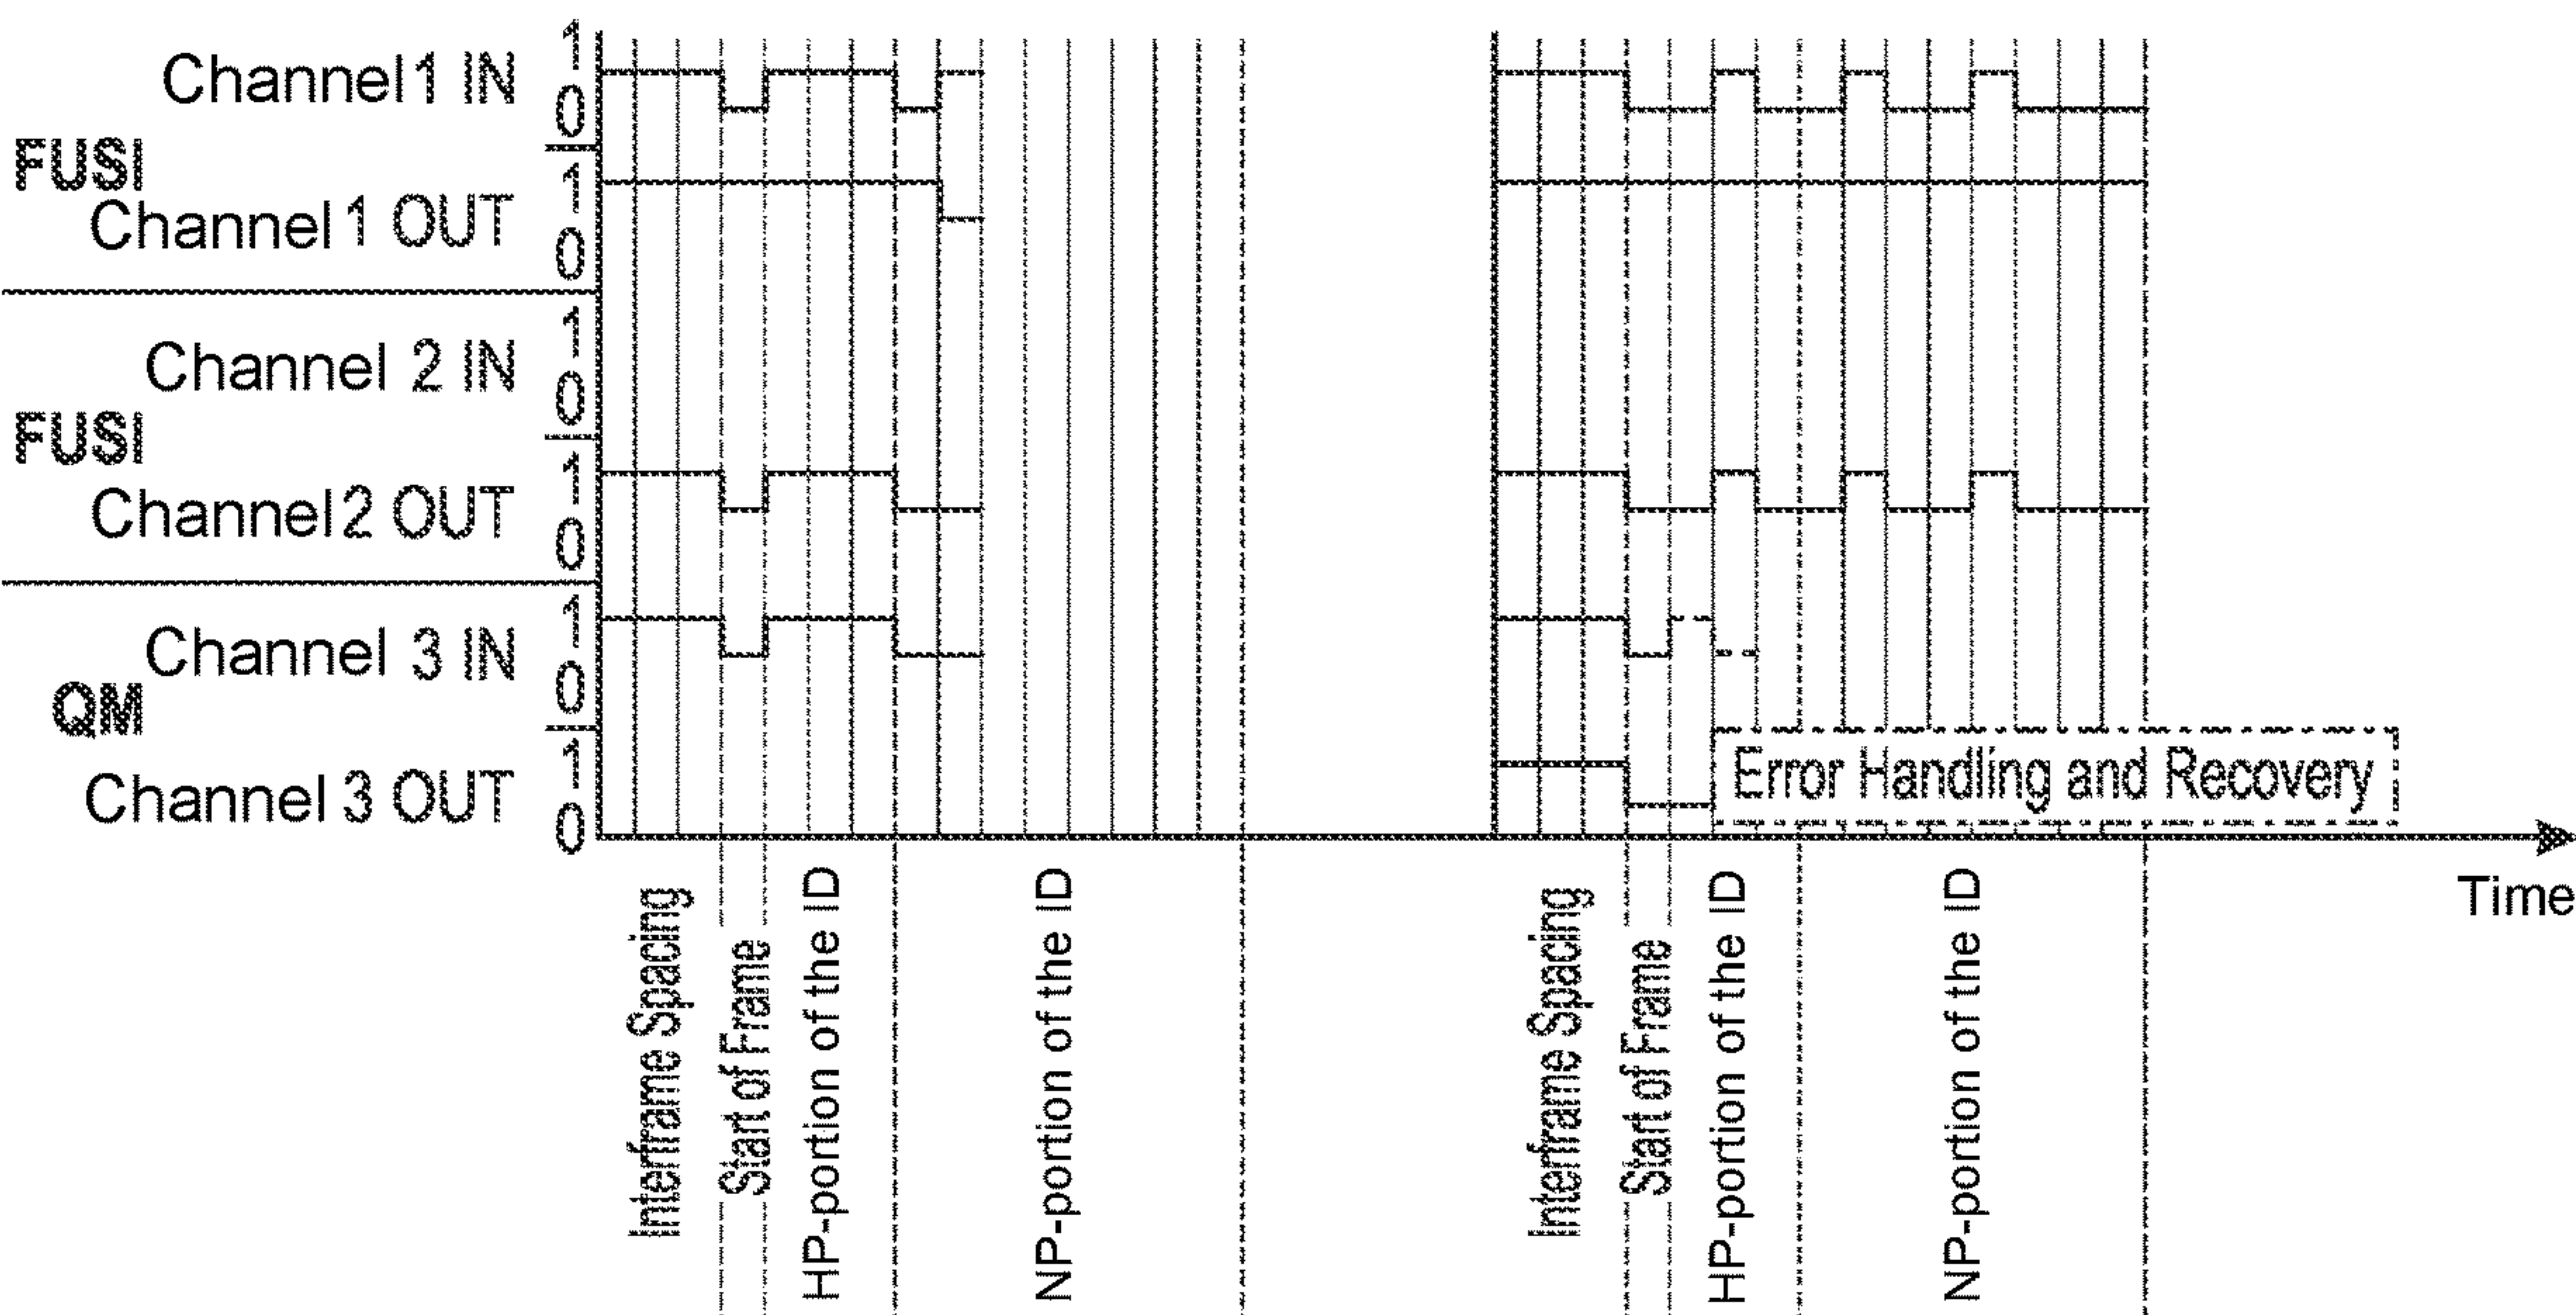 Channel 1 IN
1
0
FUSI
Channel 1 OUT
1
0
Channel 2 IN
1
0
FUSI
Channel 2 OUT
1
0
Channel 3 IN
1
0
QM
Channel 3 OUT
1
0
Error Handling and Recovery
Time
Interframe Spacing
Start of Frame
HP-portion of the ID
NP-portion of the ID
Interframe Spacing
Start of Frame
HP-portion of the ID
NP-portion of the ID